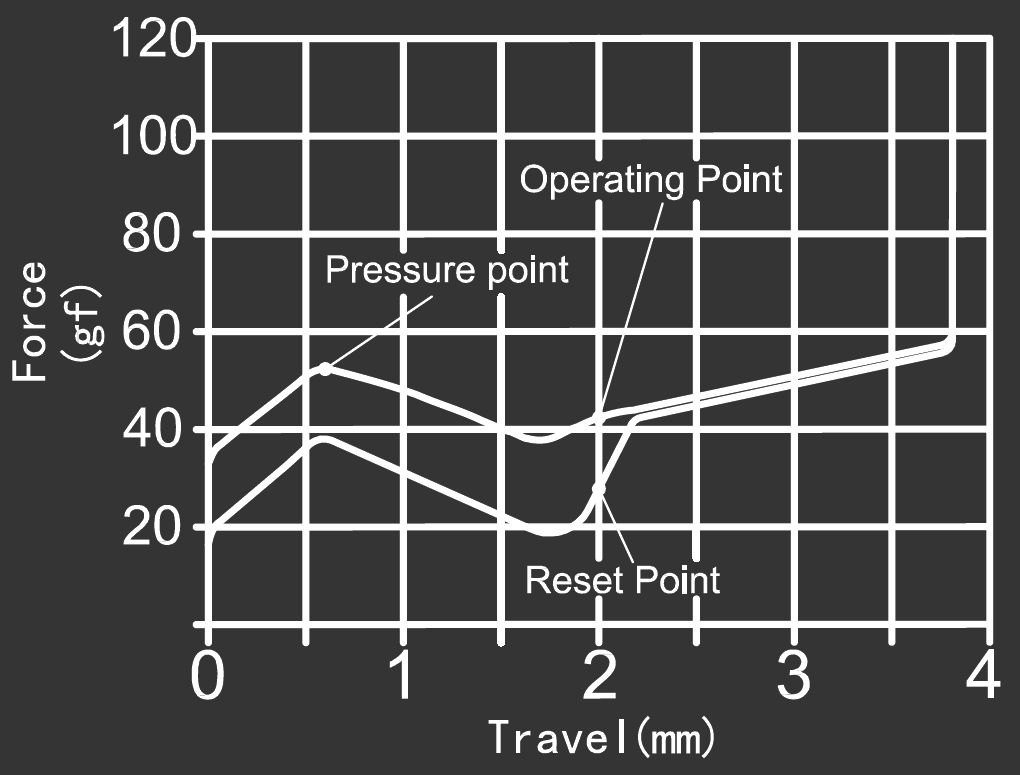 120
100
Operating Point
80
Pressure point
Force
(gf)
60
40
20
Reset Point
0 1 2 3 4
Travel(mm)